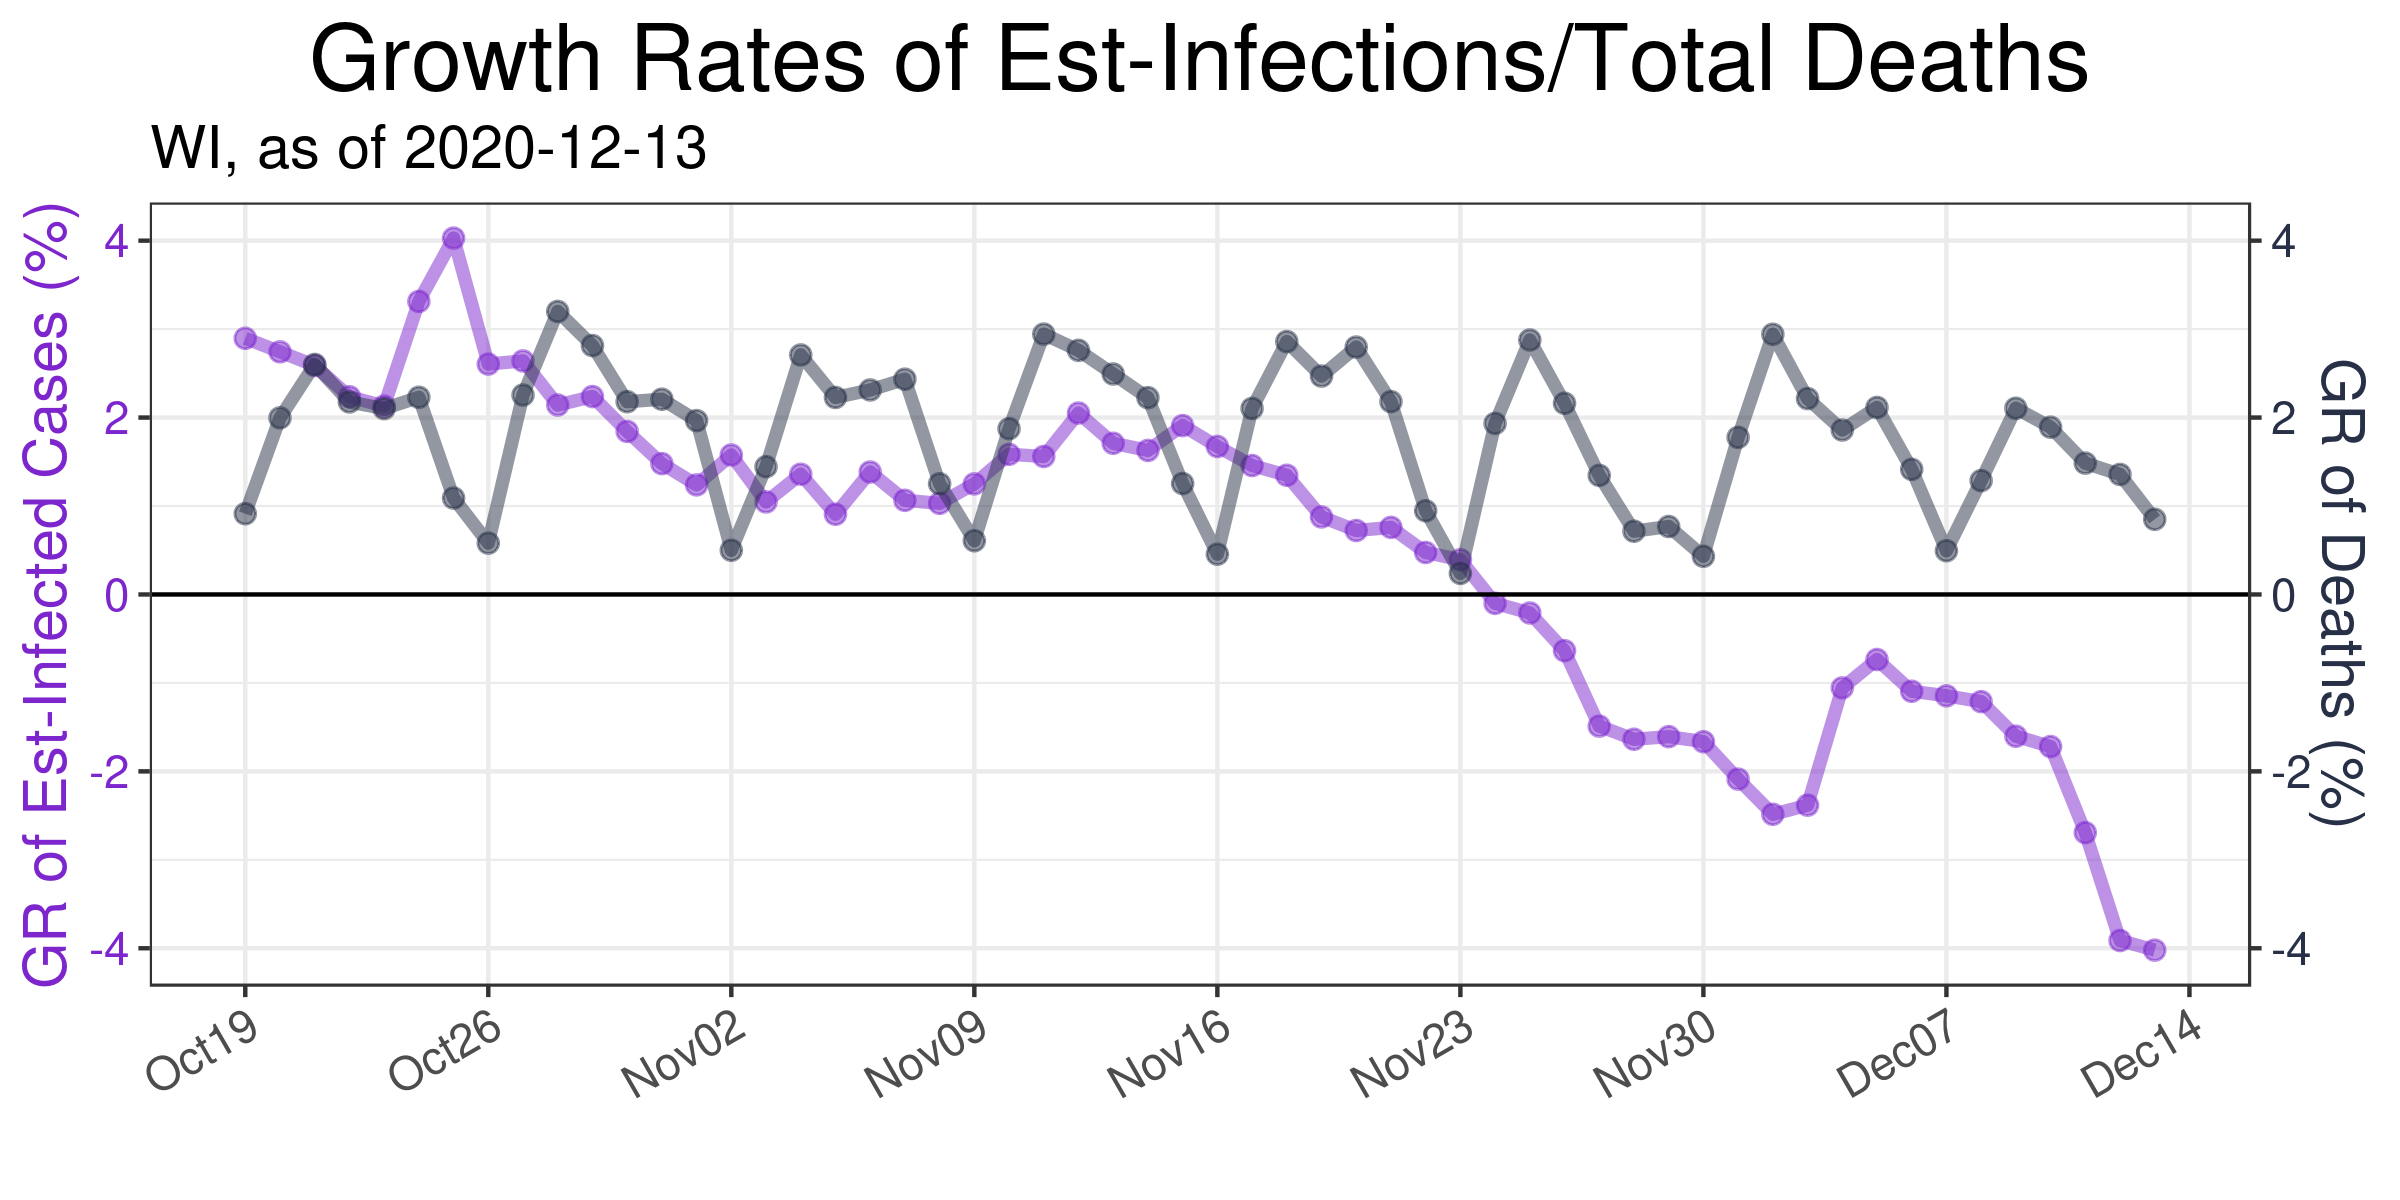 Growth Rates of Est-Infections/Total Deaths
WI, as of 2020-12-13
GR of Est-Infected Cases (%)
4
2
0
-2
-4
4
2
0
-2
-4
GR of Deaths (%)
Oct19
Oct26
Nov02
Nov09
Nov16
Nov23
Nov30
Dec07
Dec14